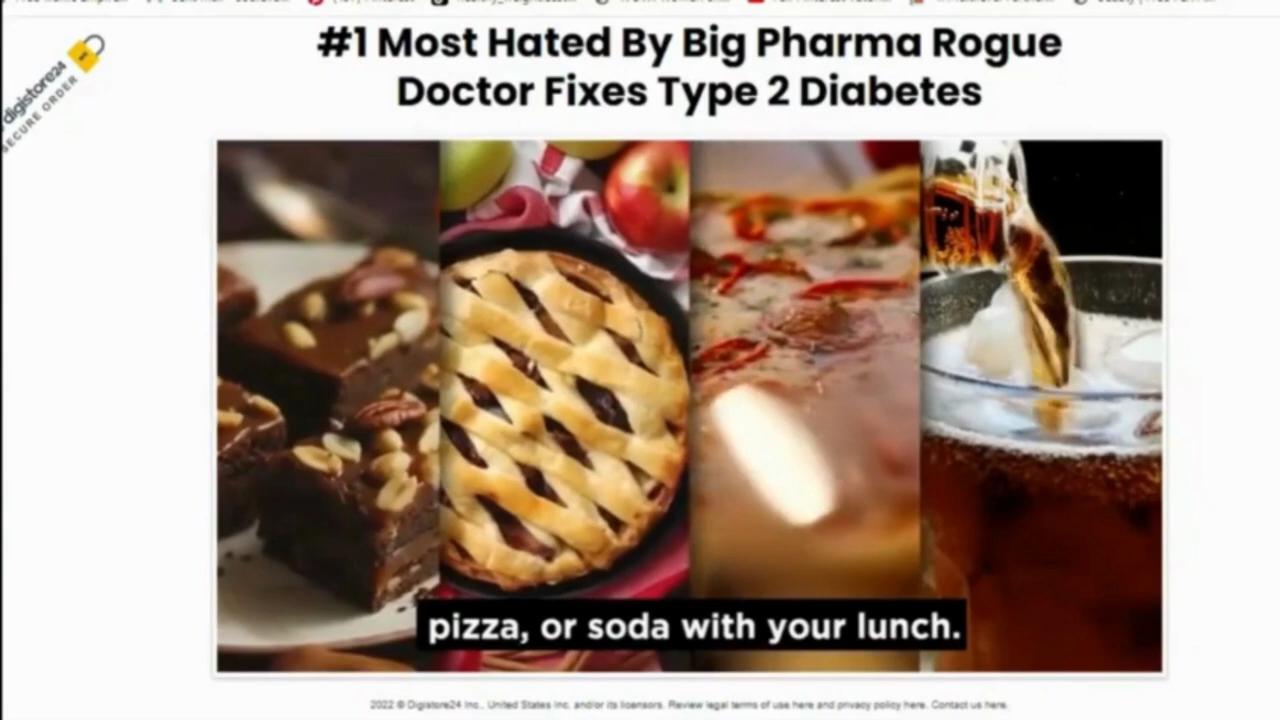 #1 Most Hated By Big Pharma Rogue
Doctor Fixes Type 2 Diabetes
digistore24
SECURE ORDER
pizza, or soda with your lunch.
2022 © Digistore24 Inc., United States Inc. and/or its licensors. Review legal terms of use here and privacy policy here. Contact us here.